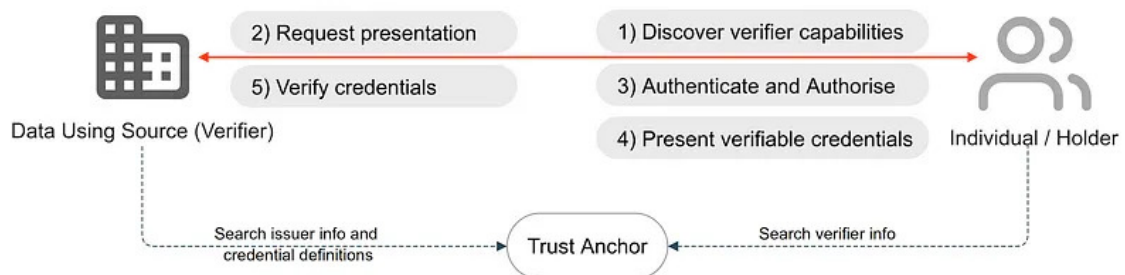 2) Request presentation
1) Discover verifier capabilities
5) Verify credentials
3) Authenticate and Authorise
Data Using Source (Verifier)
4) Present verifiable credentials
Individual / Holder
Search issuer info and
credential definitions
Trust Anchor
Search verifier info